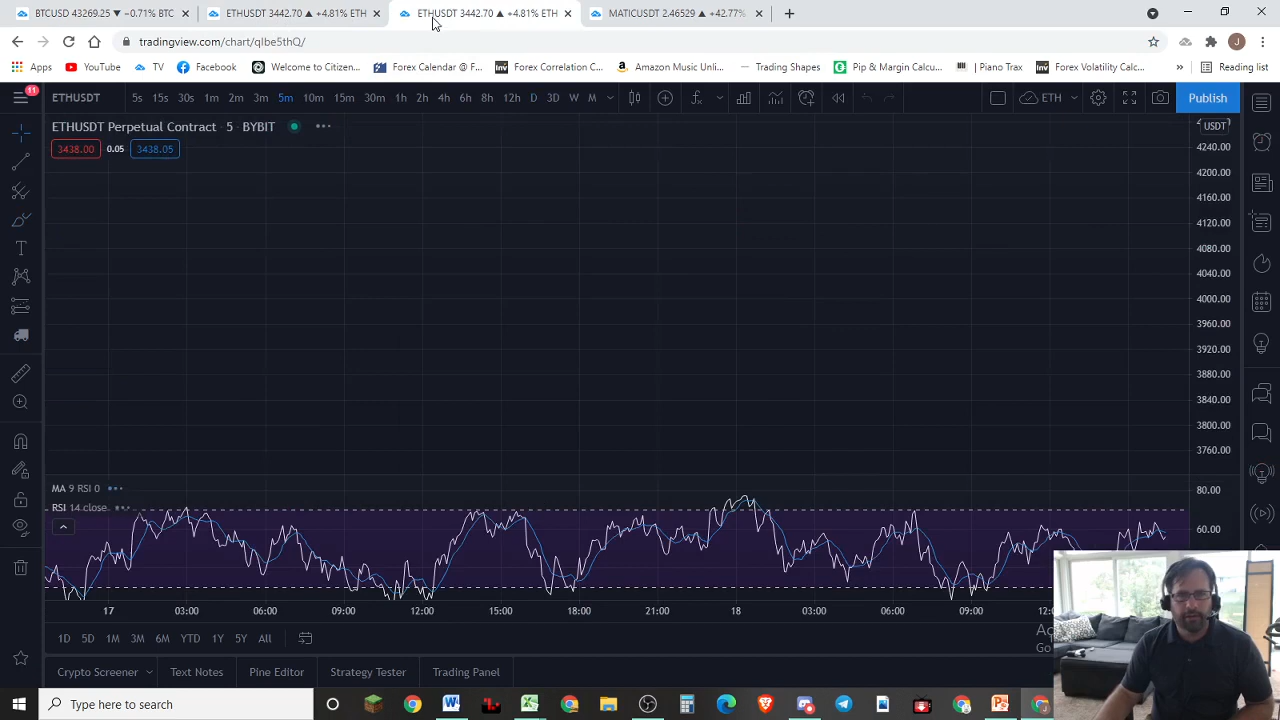 BTCUSD 43269.25 ▼ −0.71% BTC
ETHUSDT 3442.70 ▲ +4.81% ETH
ETHUSDT 3442.70 ▲ +4.81% ETH
MATICUSDT 2.46529 ▲
tradingview.com/chart/qIbe5thQ/
J
Apps YouTube TV Facebook Welcome to Citizen... Forex Calendar @ F... Forex Correlation C... Amazon Music Unli... Trading Shapes Pip & Margin Calcu... Piano Trax Forex Volatility Calc... » Reading list
11
ETHUSDT 5s 15s 30s 1m 2m 3m 5m 10m 15m 30m 1h 2h 4h 6h 8h 12h D 3D W M ETH Publish
ETHUSDT Perpetual Contract · 5 · BYBIT
USDT
3438.00 0.05 3438.05
4240.00
4200.00
4160.00
4120.00
4080.00
4040.00
4000.00
3960.00
3920.00
3880.00
3840.00
3800.00
3760.00
MA 9 RSI 0
80.00
RSI 14 close
60.00
17 03:00 06:00 09:00 12:00 15:00 18:00 21:00 18 03:00 06:00 09:00
1D 5D 1M 3M 6M YTD 1Y 5Y All
Crypto Screener Text Notes Pine Editor Strategy Tester Trading Panel
Type here to search